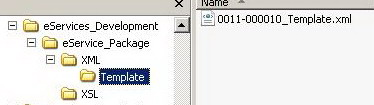 Name
eServices_Development
0011-000010_Template.xml
eService_Package
XML
Template
XSL